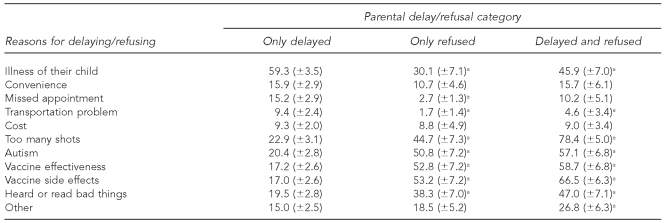 Parental delay/refusal category
Reasons for delaying/refusing Only delayed Only refused Delayed and refused
Illness of their child 59.3 (±3.5) 30.1 (±7.1)ᵃ 45.9 (±7.0)ᵃ
Convenience 15.9 (±2.9) 10.7 (±4.6) 15.7 (±6.1)
Missed appointment 15.2 (±2.9) 2.7 (±1.3)ᵃ 10.2 (±5.1)
Transportation problem 9.4 (±2.4) 1.7 (±1.4)ᵃ 4.6 (±3.4)ᵃ
Cost 9.3 (±2.0) 8.8 (±4.9) 9.0 (±3.4)
Too many shots 22.9 (±3.1) 44.7 (±7.3)ᵃ 78.4 (±5.0)ᵃ
Autism 20.4 (±2.8) 50.8 (±7.2)ᵃ 57.1 (±6.8)ᵃ
Vaccine effectiveness 17.2 (±2.6) 52.8 (±7.2)ᵃ 58.7 (±6.8)ᵃ
Vaccine side effects 17.0 (±2.6) 53.2 (±7.2)ᵃ 66.5 (±6.3)ᵃ
Heard or read bad things 19.5 (±2.8) 38.3 (±7.0)ᵃ 47.0 (±7.1)ᵃ
Other 15.0 (±2.5) 18.5 (±5.2) 26.8 (±6.3)ᵃ